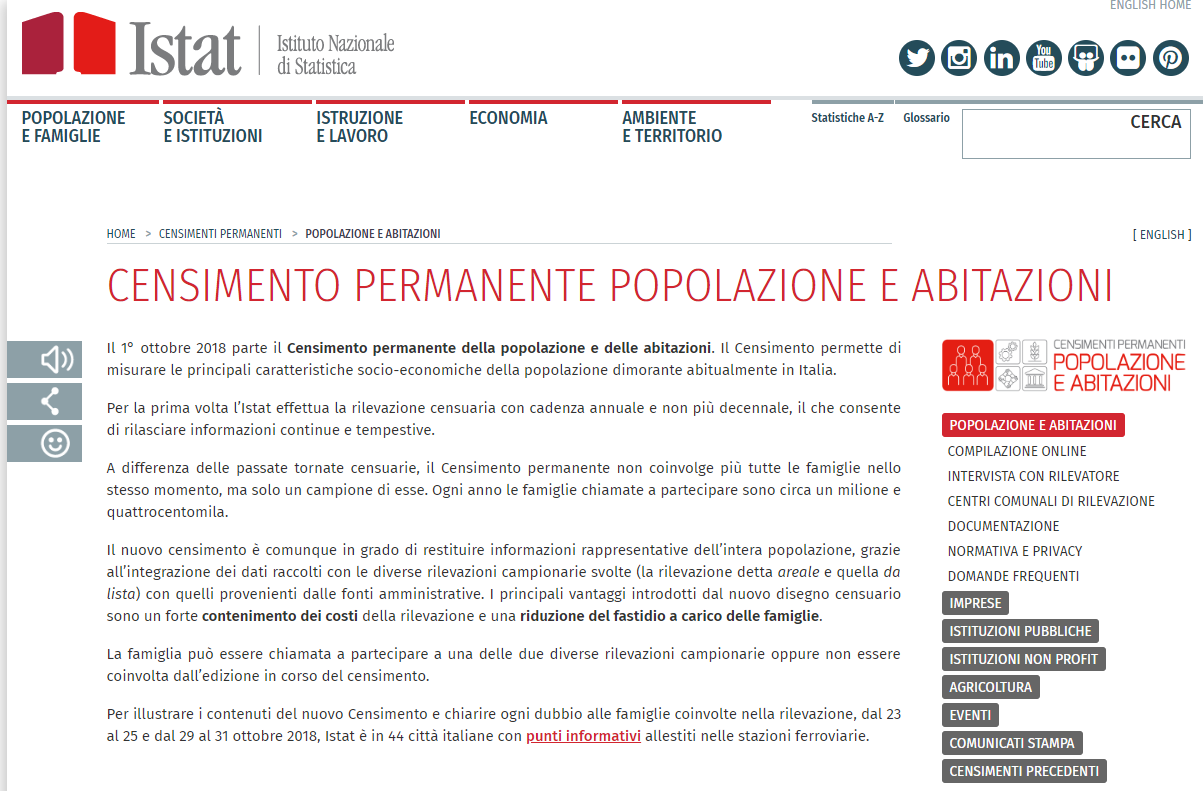 ENGLISH HOME
Istat
Istituto Nazionale
di Statistica
You
Tube
in
POPOLAZIONE
E FAMIGLIE
SOCIETÀ
E ISTITUZIONI
ISTRUZIONE
E LAVORO
ECONOMIA
AMBIENTE
E TERRITORIO
Statistiche A-Z
Glossario
CERCA
HOME > CENSIMENTI PERMANENTI > POPOLAZIONE E ABITAZIONI
[ ENGLISH ]
CENSIMENTO PERMANENTE POPOLAZIONE E ABITAZIONI
Il 1° ottobre 2018 parte il Censimento permanente della popolazione e delle abitazioni. Il Censimento permette di
misurare le principali caratteristiche socio-economiche della popolazione dimorante abitualmente in Italia.
Per la prima volta l'Istat effettua la rilevazione censuaria con cadenza annuale e non più decennale, il che consente
di rilasciare informazioni continue e tempestive.
A differenza delle passate tornate censuarie, il Censimento permanente non coinvolge più tutte le famiglie nello
stesso momento, ma solo un campione di esse. Ogni anno le famiglie chiamate a partecipare sono circa un milione e
quattrocentomila.
Il nuovo censimento è comunque in grado di restituire informazioni rappresentative dell'intera popolazione, grazie
all'integrazione dei dati raccolti con le diverse rilevazioni campionarie svolte (la rilevazione detta areale e quella da
lista) con quelli provenienti dalle fonti amministrative. I principali vantaggi introdotti dal nuovo disegno censuario
sono un forte contenimento dei costi della rilevazione e una riduzione del fastidio a carico delle famiglie.
La famiglia può essere chiamata a partecipare a una delle due diverse rilevazioni campionarie oppure non essere
coinvolta dall'edizione in corso del censimento.
Per illustrare i contenuti del nuovo Censimento e chiarire ogni dubbio alle famiglie coinvolte nella rilevazione, dal 23
al 25 e dal 29 al 31 ottobre 2018, Istat è in 44 città italiane con punti informativi allestiti nelle stazioni ferroviarie.
CENSIMENTI PERMANENTI
POPOLAZIONE
E ABITAZIONI
POPOLAZIONE E ABITAZIONI
COMPILAZIONE ONLINE
INTERVISTA CON RILEVATORE
CENTRI COMUNALI DI RILEVAZIONE
DOCUMENTAZIONE
NORMATIVA E PRIVACY
DOMANDE FREQUENTI
IMPRESE
ISTITUZIONI PUBBLICHE
ISTITUZIONI NON PROFIT
AGRICOLTURA
EVENTI
COMUNICATI STAMPA
CENSIMENTI PRECEDENTI